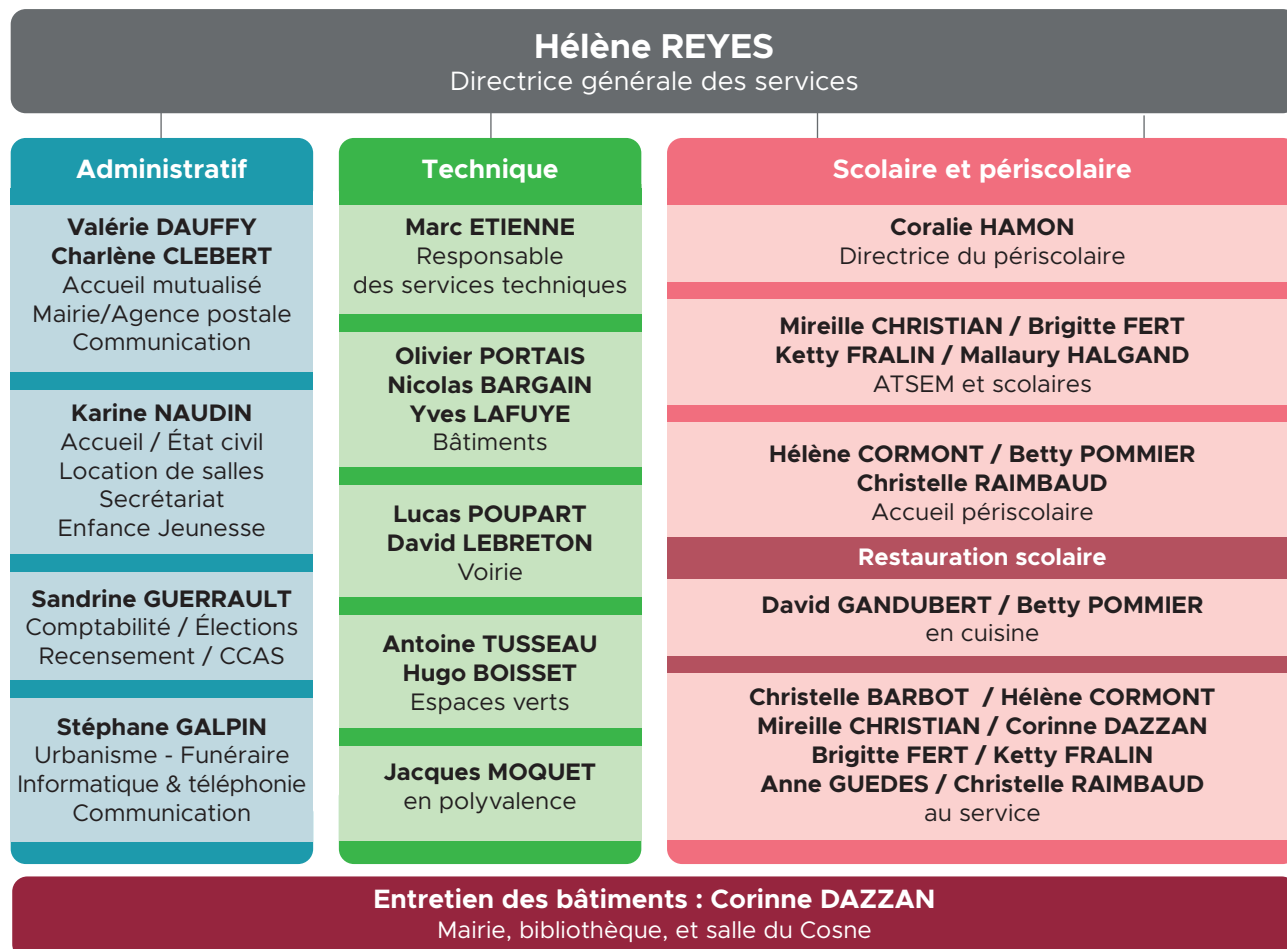 Hélène REYES
Directrice générale des services
Administratif
Valérie DAUFFY
Charlène CLEBERT
Accueil mutualisé
Mairie/Agence postale
Communication
Karine NAUDIN
Accueil / État civil
Location de salles
Secrétariat
Enfance Jeunesse
Sandrine GUERRAULT
Comptabilité / Élections
Recensement / CCAS
Stéphane GALPIN
Urbanisme - Funéraire
Informatique & téléphonie
Communication
Technique
Marc ETIENNE
Responsable
des services techniques
Olivier PORTAIS
Nicolas BARGAIN
Yves LAFUYE
Bâtiments
Lucas POUPART
David LEBRETON
Voirie
Antoine TUSSEAU
Hugo BOISSET
Espaces verts
Jacques MOQUET
en polyvalence
Scolaire et périscolaire
Coralie HAMON
Directrice du périscolaire
Mireille CHRISTIAN / Brigitte FERT
Ketty FRALIN / Mallaury HALGAND
ATSEM et scolaires
Hélène CORMONT / Betty POMMIER
Christelle RAIMBAUD
Accueil périscolaire
Restauration scolaire
David GANDUBERT / Betty POMMIER
en cuisine
Christelle BARBOT / Hélène CORMONT
Mireille CHRISTIAN / Corinne DAZZAN
Brigitte FERT / Ketty FRALIN
Anne GUEDES / Christelle RAIMBAUD
au service
Entretien des bâtiments : Corinne DAZZAN
Mairie, bibliothèque, et salle du Cosne